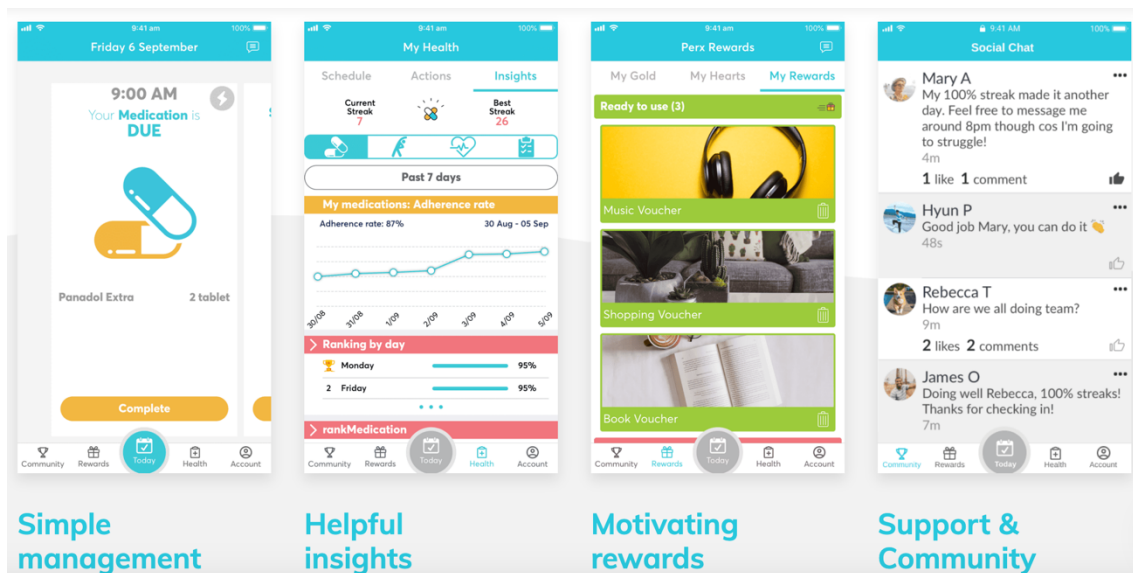 9:41 am
100%
Friday 6 September
9:00 AM
Your Medication is
DUE
Panadol Extra 2 tablet
Complete
Community Rewards Today Health Account
Simple
management
9:41 am
100%
My Health
Schedule Actions Insights
Current
Streak
7
Best
Streak
26
Past 7 days
My medications: Adherence rate
Adherence rate: 87% 30 Aug - 05 Sep
30/08 31/08 1/09 2/09 3/09 4/09 5/09
Ranking by day
Monday 95%
2 Friday 95%
rankMedication
Community Rewards Today Health Account
Helpful
insights
9:41 am
100%
Perx Rewards
My Gold My Hearts My Rewards
Ready to use (3)
Music Voucher
Shopping Voucher
Book Voucher
Community Rewards Today Health Account
Motivating
rewards
9:41 AM
100%
Social Chat
Mary A
My 100% streak made it another
day. Feel free to message me
around 8pm though cos I'm going
to struggle!
4m
1 like 1 comment
Hyun P
Good job Mary, you can do it 👏
48s
Rebecca T
How are we all doing team?
9m
2 likes 2 comments
James O
Doing well Rebecca, 100% streaks!
Thanks for checking in!
7m
Community Rewards Today Health Account
Support &
Community